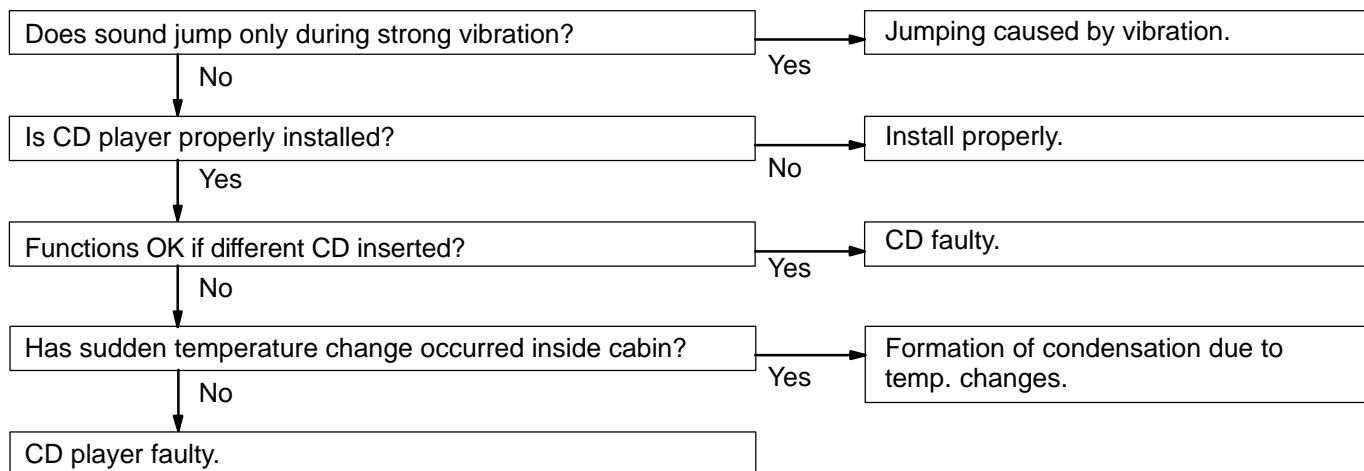 Does sound jump only during strong vibration?
Yes
Jumping caused by vibration.
No
Is CD player properly installed?
No
Install properly.
Yes
Functions OK if different CD inserted?
Yes
CD faulty.
No
Has sudden temperature change occurred inside cabin?
Yes
Formation of condensation due to
temp. changes.
No
CD player faulty.